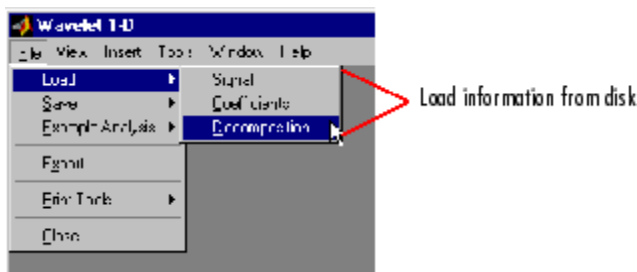 Wavelet 1-D
File View Insert Tools Window Help
Load
Save
Example Analysis
Export
Print Tools
Close
Signal
Coefficients
Decomposition
Load information from disk